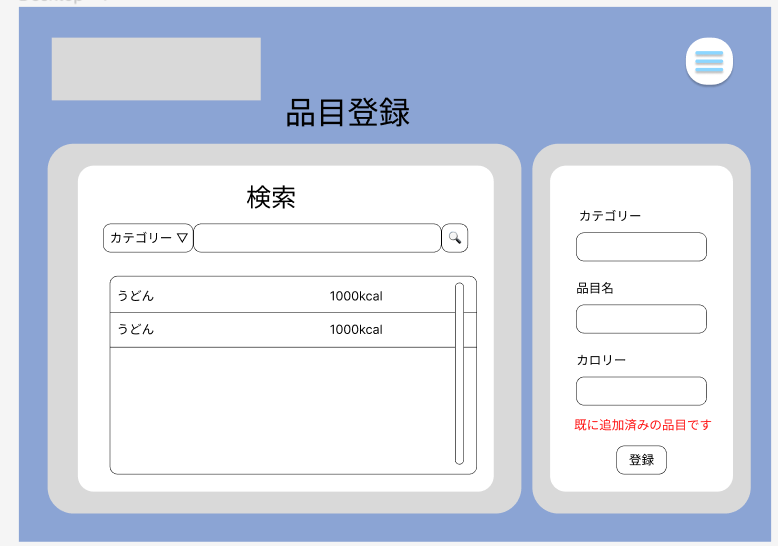 品目登録
検索
カテゴリー ▽
うどん 1000kcal
うどん 1000kcal
カテゴリー
品目名
カロリー
既に追加済みの品目です
登録